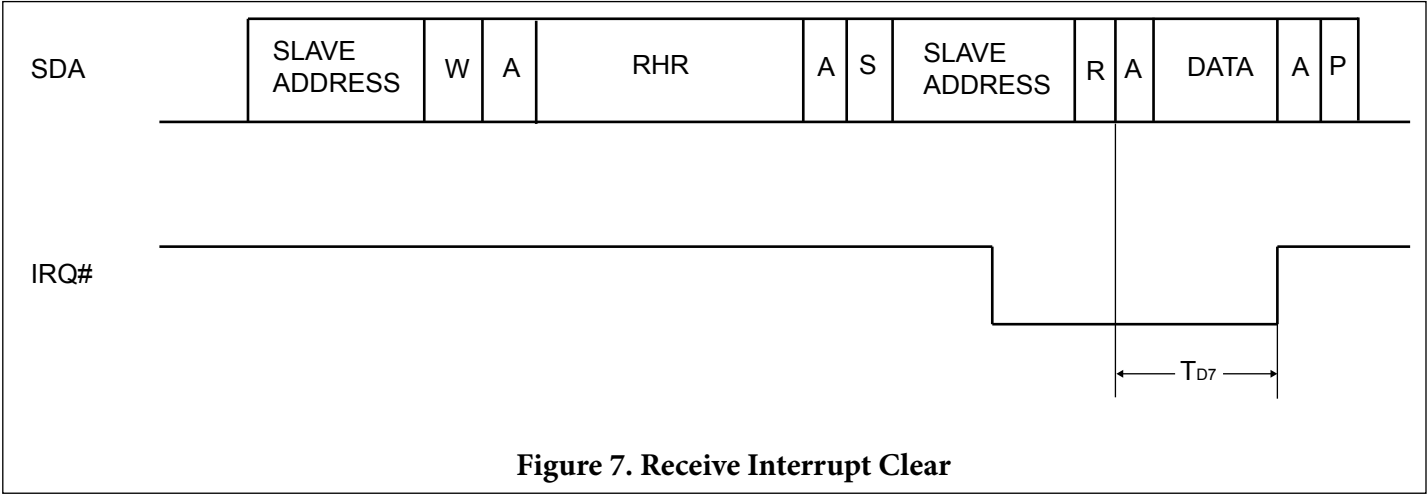 SDA
SLAVE
ADDRESS
W
A
RHR
A
S
SLAVE
ADDRESS
R
A
DATA
A
P
IRQ#
TD7
Figure 7. Receive Interrupt Clear